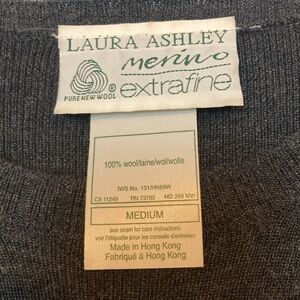 LAURA ASHLEY
merino
extrafine
PURE NEW WOOL
®
100% wool/laine/wol/wolle
IWS No. 131/HK69W
CA 11249 RN 73765 MD 269 MW
MEDIUM
see seam for care instructions
voir l'étiquette pour les conseils d'entretien
Made in Hong Kong
Fabriqué à Hong Kong